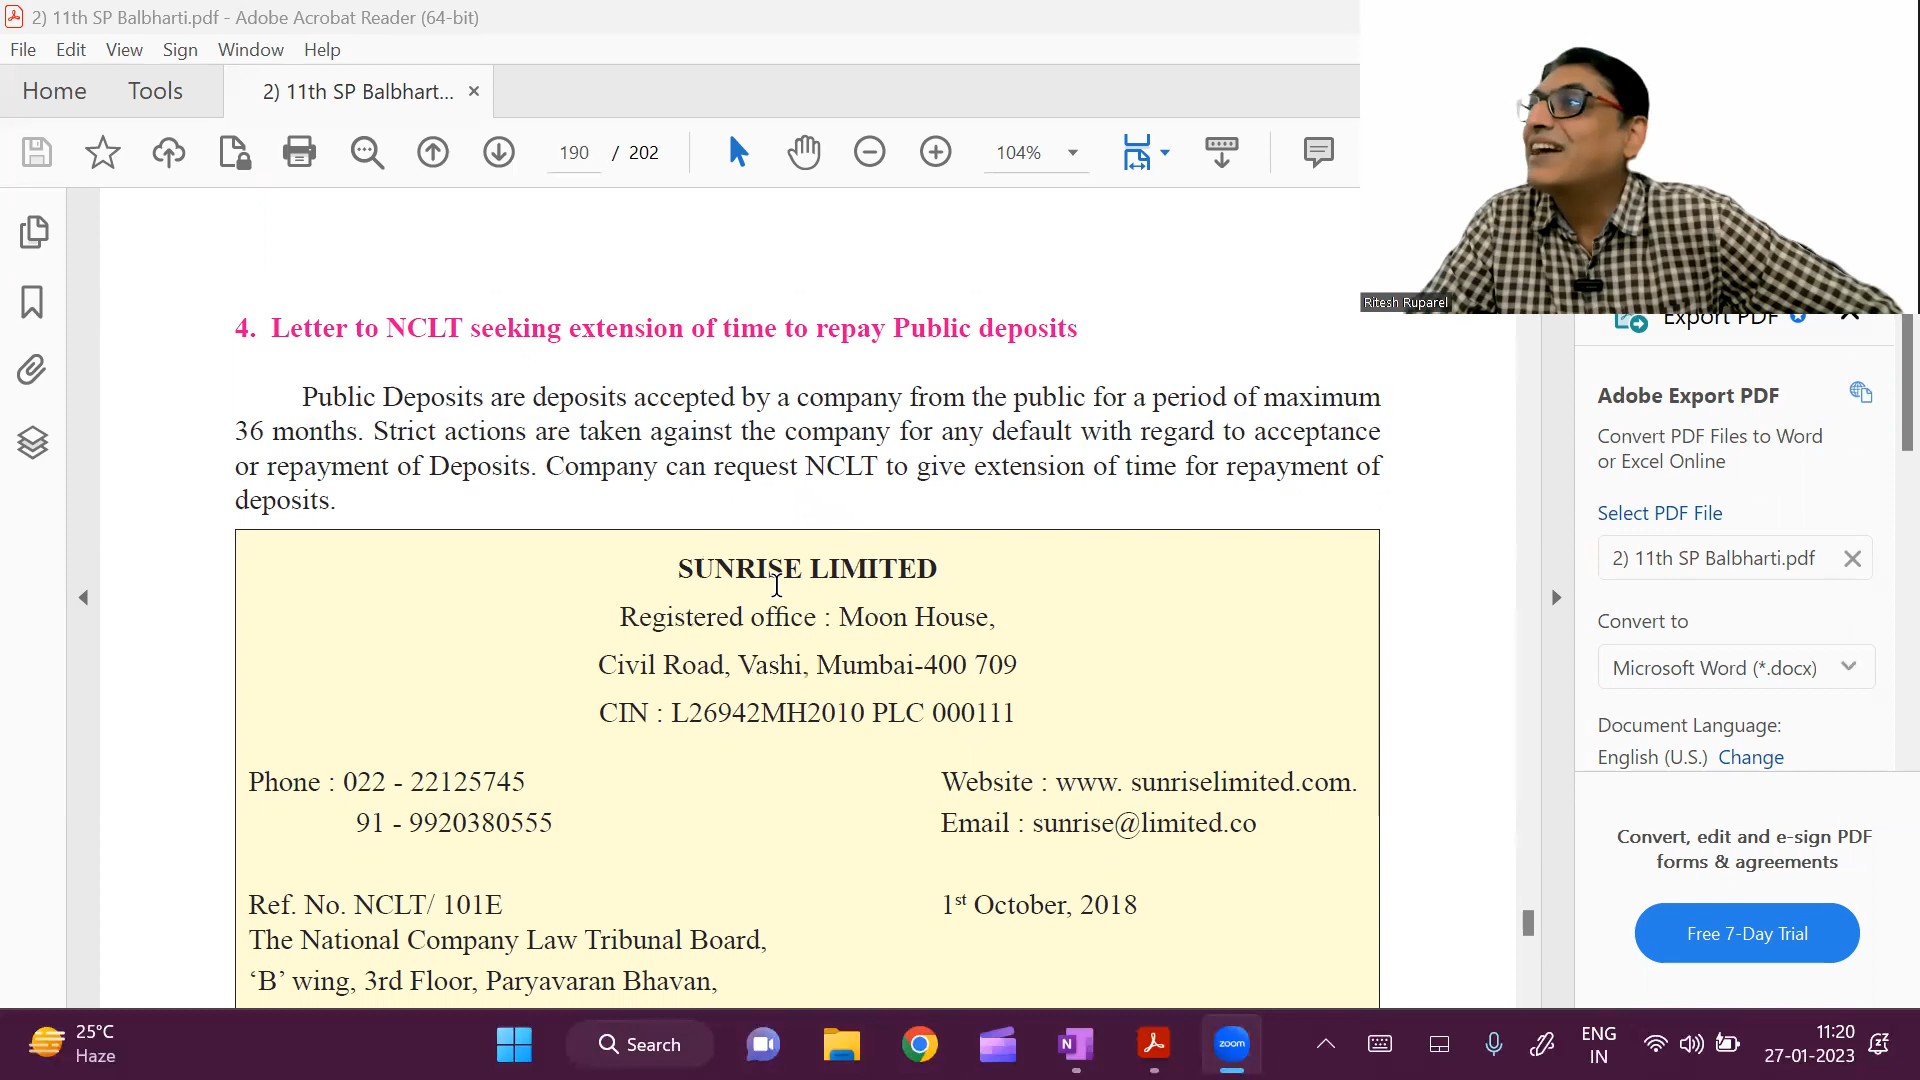 2) 11th SP Balbharti.pdf - Adobe Acrobat Reader (64-bit)
File Edit View Sign Window Help
Home Tools 2) 11th SP Balbhart... ×
190 / 202 104%
Ritesh Ruparel
4. Letter to NCLT seeking extension of time to repay Public deposits
Public Deposits are deposits accepted by a company from the public for a period of maximum
36 months. Strict actions are taken against the company for any default with regard to acceptance
or repayment of Deposits. Company can request NCLT to give extension of time for repayment of
deposits.
SUNRISE LIMITED
Registered office : Moon House,
Civil Road, Vashi, Mumbai-400 709
CIN : L26942MH2010 PLC 000111
Phone : 022 - 22125745 Website : www. sunriselimited.com.
91 - 9920380555 Email : sunrise@limited.co
Ref. No. NCLT/ 101E 1st October, 2018
The National Company Law Tribunal Board,
‘B’ wing, 3rd Floor, Paryavaran Bhavan,
Export PDF
Adobe Export PDF
Convert PDF Files to Word
or Excel Online
Select PDF File
2) 11th SP Balbharti.pdf
Convert to
Microsoft Word (*.docx)
Document Language:
English (U.S.) Change
Convert, edit and e-sign PDF
forms & agreements
Free 7-Day Trial
25°C
Haze
Search
zoom
ENG
IN
11:20
27-01-2023